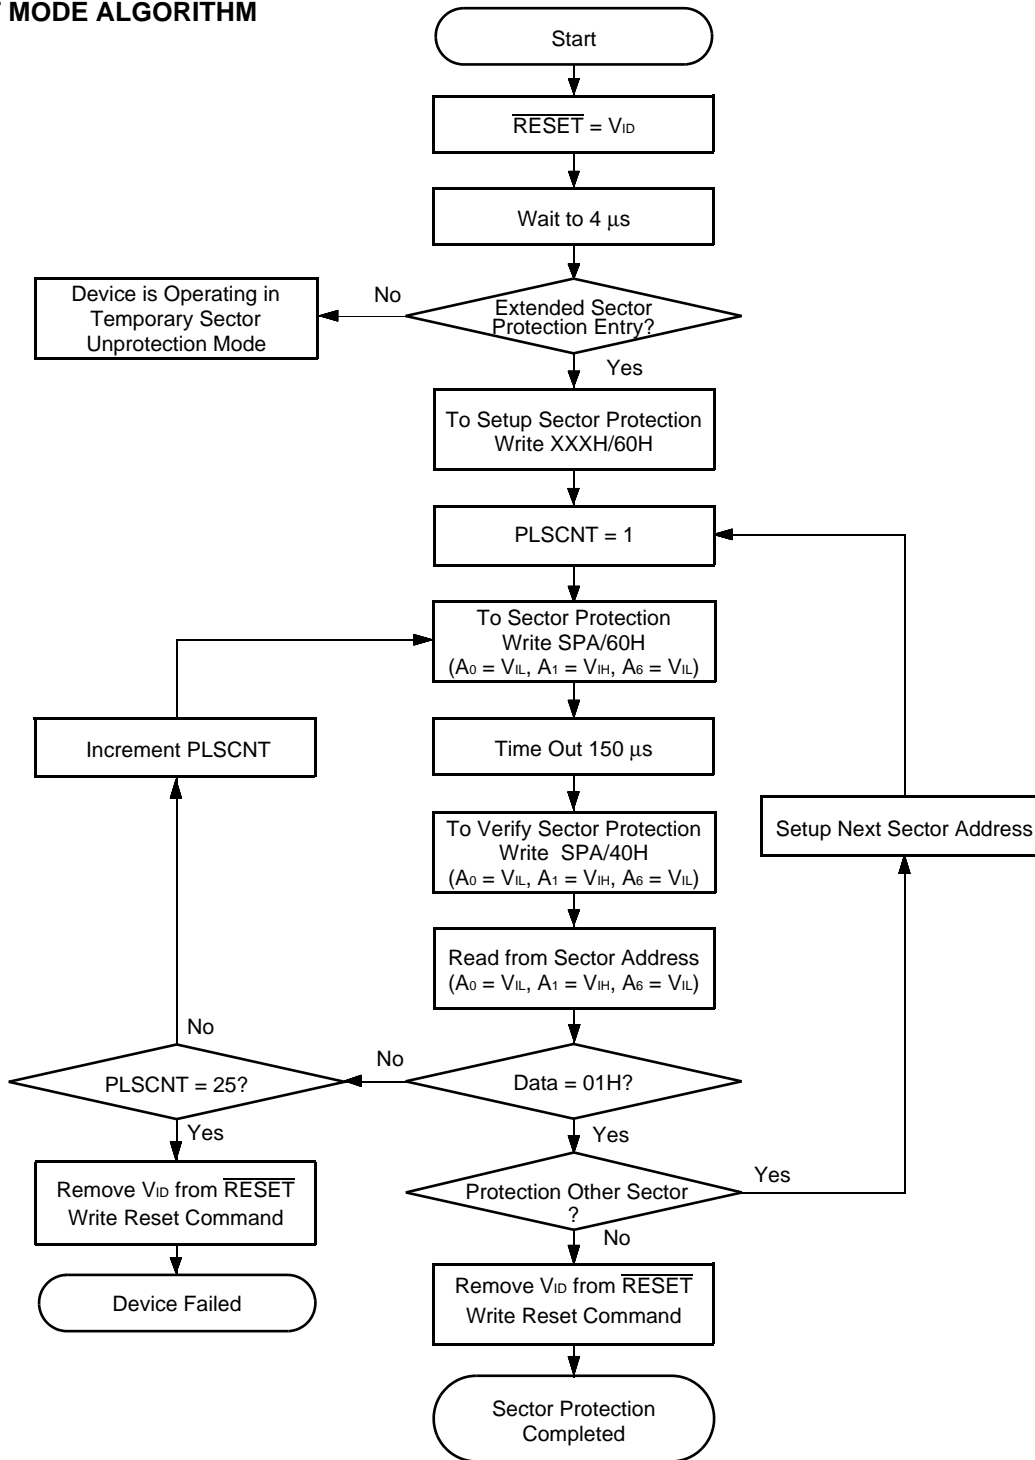 MODE ALGORITHM
Start
RESET = VID
Wait to 4 μs
No
Device is Operating in
Temporary Sector
Unprotection Mode
Extended Sector
Protection Entry?
Yes
To Setup Sector Protection
Write XXXH/60H
PLSCNT = 1
To Sector Protection
Write SPA/60H
(A0 = VIL, A1 = VIH, A6 = VIL)
Increment PLSCNT
Time Out 150 μs
Setup Next Sector Address
To Verify Sector Protection
Write SPA/40H
(A0 = VIL, A1 = VIH, A6 = VIL)
Read from Sector Address
(A0 = VIL, A1 = VIH, A6 = VIL)
No
No
PLSCNT = 25?
Data = 01H?
Yes
Yes
Yes
Remove VID from RESET
Write Reset Command
Protection Other Sector
?
No
Device Failed
Remove VID from RESET
Write Reset Command
Sector Protection
Completed